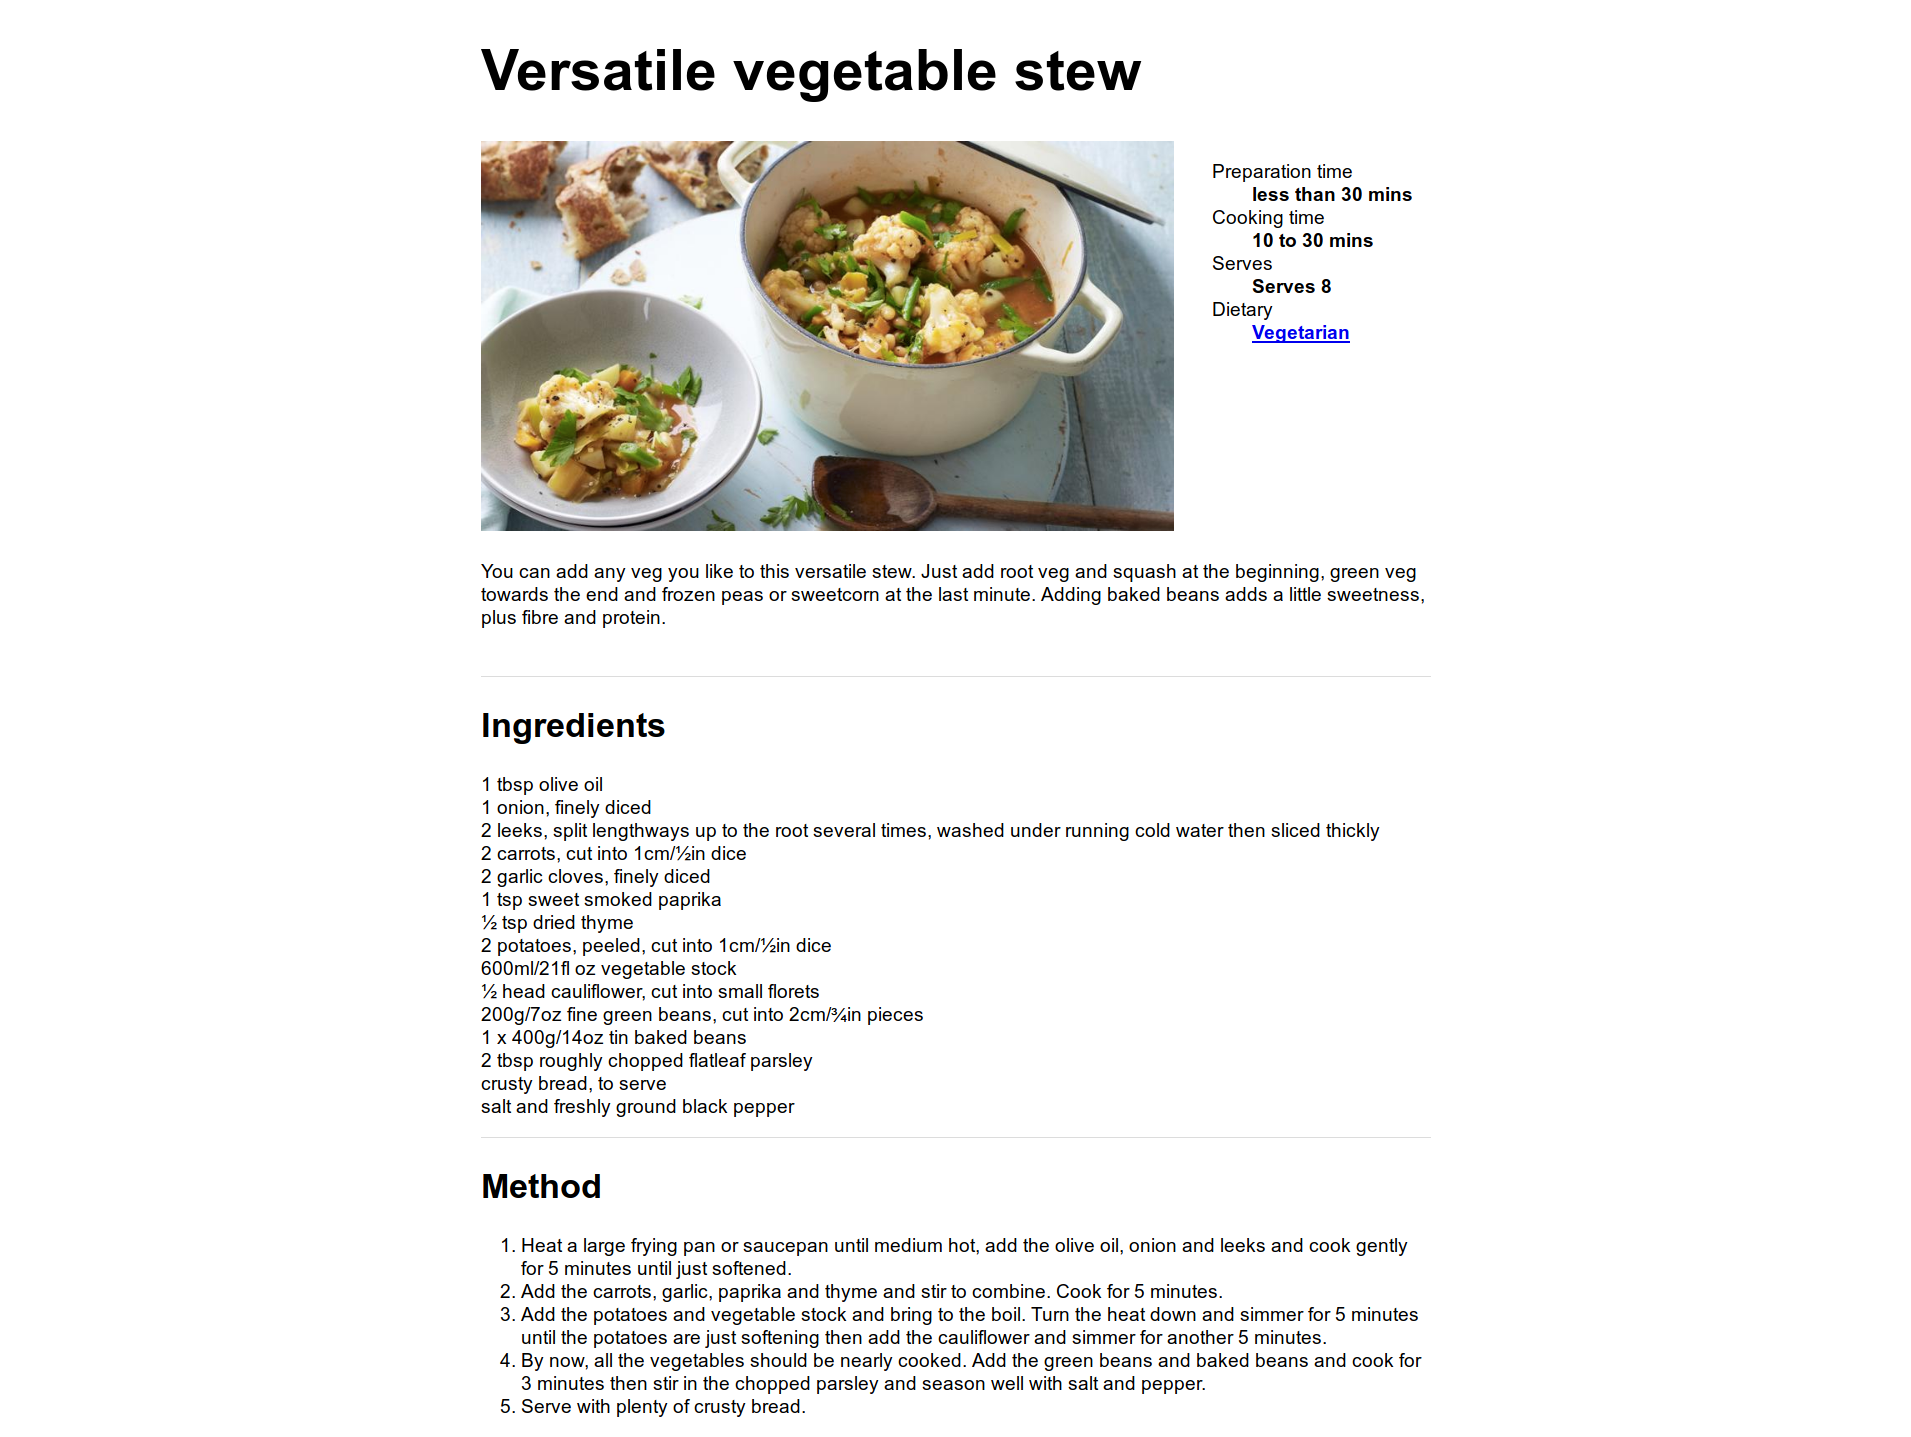 Versatile vegetable stew
Preparation time
less than 30 mins
Cooking time
10 to 30 mins
Serves
Serves 8
Dietary
Vegetarian
You can add any veg you like to this versatile stew. Just add root veg and squash at the beginning, green veg
towards the end and frozen peas or sweetcorn at the last minute. Adding baked beans adds a little sweetness,
plus fibre and protein.
Ingredients
1 tbsp olive oil
1 onion, finely diced
2 leeks, split lengthways up to the root several times, washed under running cold water then sliced thickly
2 carrots, cut into 1cm/½in dice
2 garlic cloves, finely diced
1 tsp sweet smoked paprika
½ tsp dried thyme
2 potatoes, peeled, cut into 1cm/½in dice
600ml/21fl oz vegetable stock
½ head cauliflower, cut into small florets
200g/7oz fine green beans, cut into 2cm/¾in pieces
1 x 400g/14oz tin baked beans
2 tbsp roughly chopped flatleaf parsley
crusty bread, to serve
salt and freshly ground black pepper
Method
1. Heat a large frying pan or saucepan until medium hot, add the olive oil, onion and leeks and cook gently
for 5 minutes until just softened.
2. Add the carrots, garlic, paprika and thyme and stir to combine. Cook for 5 minutes.
3. Add the potatoes and vegetable stock and bring to the boil. Turn the heat down and simmer for 5 minutes
until the potatoes are just softening then add the cauliflower and simmer for another 5 minutes.
4. By now, all the vegetables should be nearly cooked. Add the green beans and baked beans and cook for
3 minutes then stir in the chopped parsley and season well with salt and pepper.
5. Serve with plenty of crusty bread.